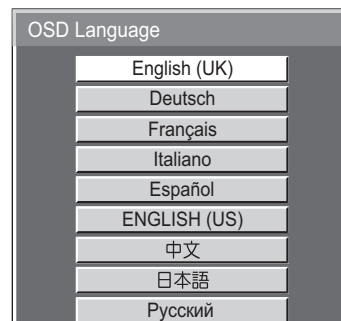 OSD Language
English (UK)
Deutsch
Français
Italiano
Español
ENGLISH (US)
中文
日本語
Русский